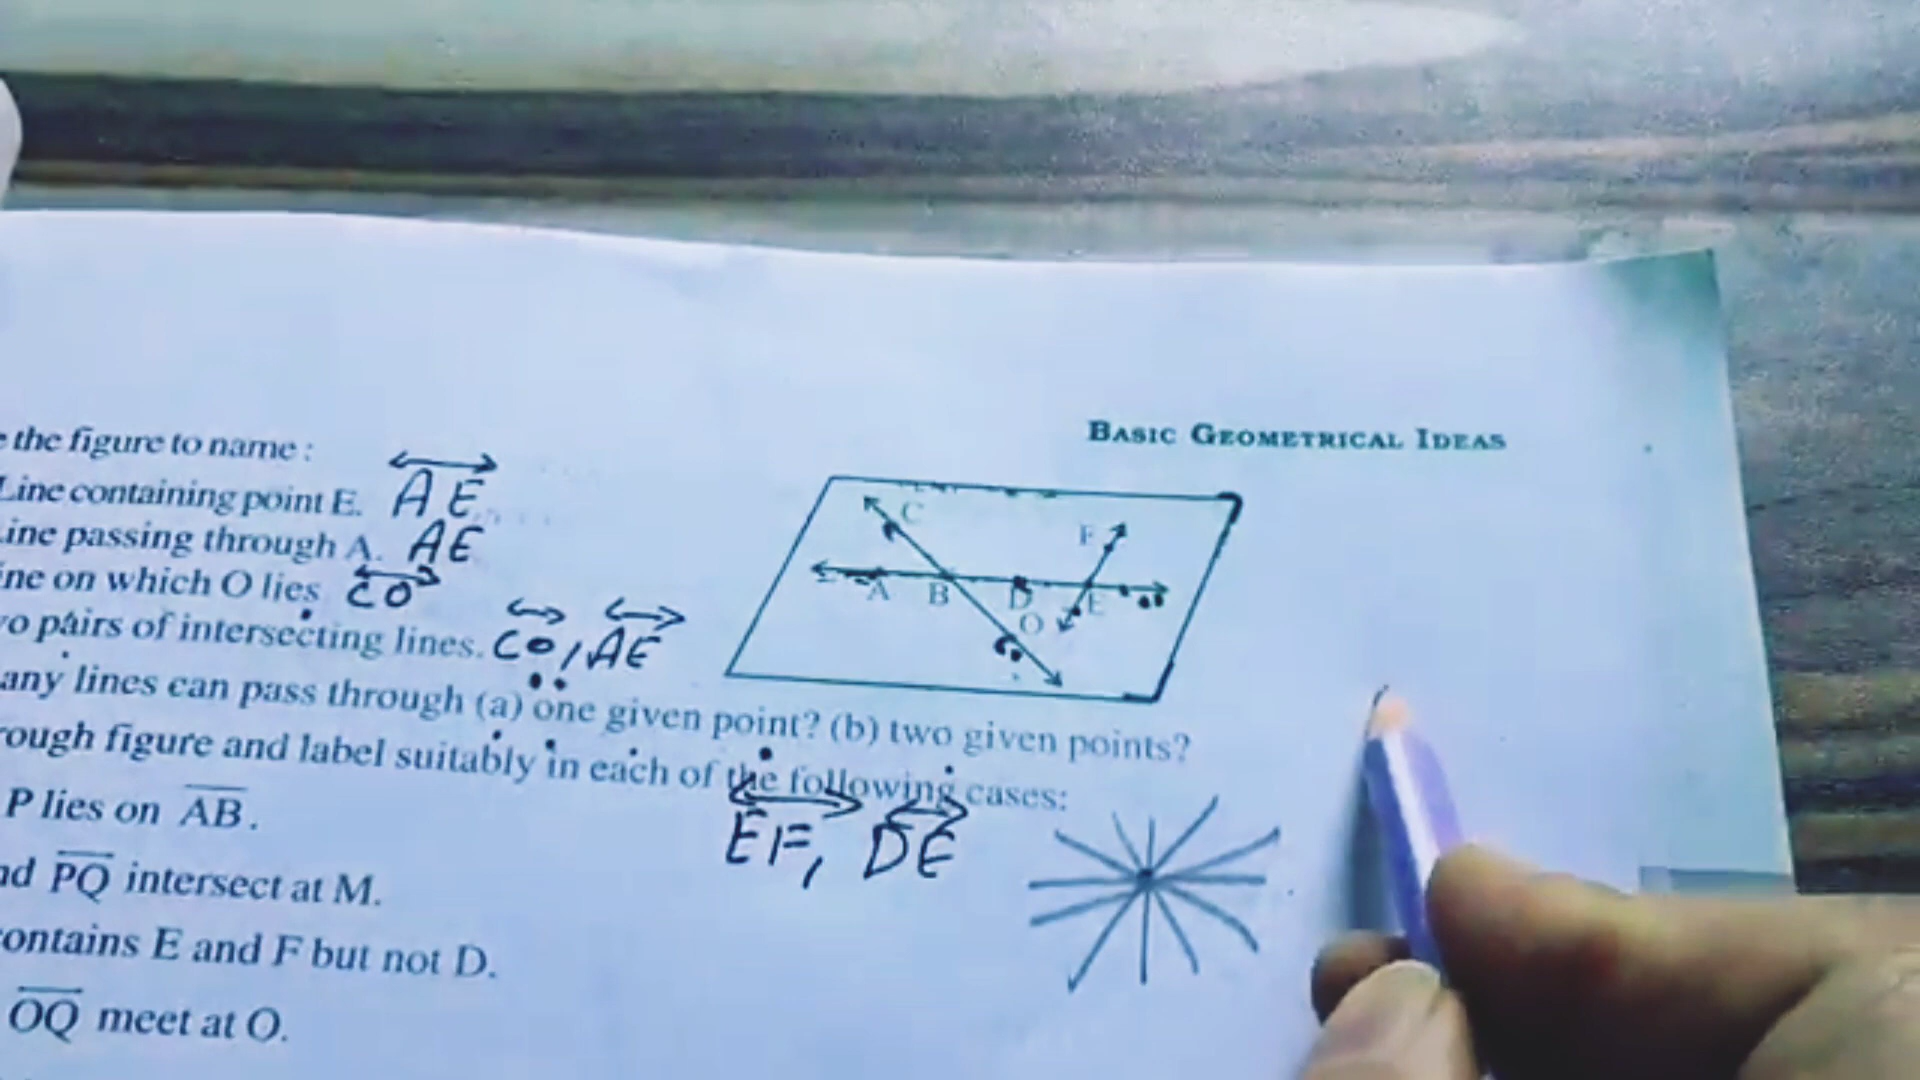 BASIC GEOMETRICAL IDEAS
the figure to name :
Line containing point E. AE
Line passing through A. AE
ine on which O lies CO
o pairs of intersecting lines. CO, AE
any lines can pass through (a) one given point? (b) two given points?
rough figure and label suitably in each of the following cases:
P lies on AB.
EF, DE
nd PQ intersect at M.
contains E and F but not D.
OQ meet at O.
C
F
A B D E
O